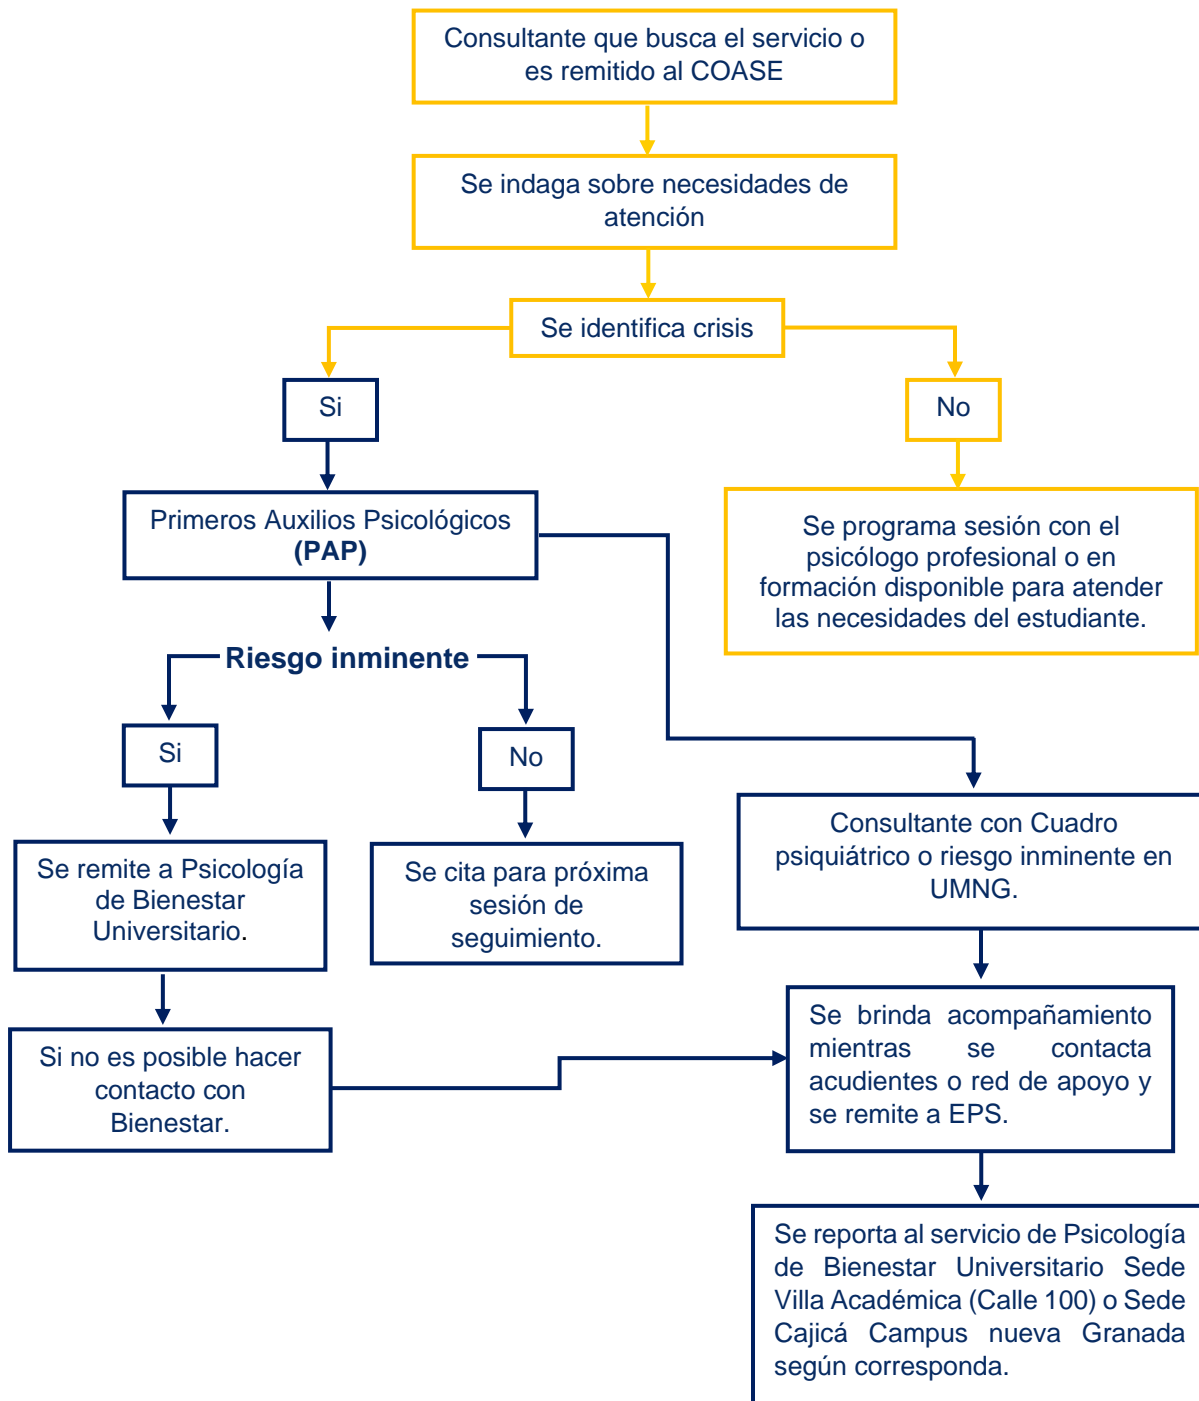 Consultante que busca el servicio o
es remitido al COASE
Se indaga sobre necesidades de
atención
Se identifica crisis
Si
No
Primeros Auxilios Psicológicos
(PAP)
Se programa sesión con el
psicólogo profesional o en
formación disponible para atender
las necesidades del estudiante.
Riesgo inminente
Si
No
Se remite a Psicología
de Bienestar
Universitario.
Se cita para próxima
sesión de
seguimiento.
Consultante con Cuadro
psiquiátrico o riesgo inminente en
UMNG.
Si no es posible hacer
contacto con
Bienestar.
Se brinda acompañamiento
mientras se contacta
acudientes o red de apoyo y
se remite a EPS.
Se reporta al servicio de Psicología
de Bienestar Universitario Sede
Villa Académica (Calle 100) o Sede
Cajicá Campus nueva Granada
según corresponda.